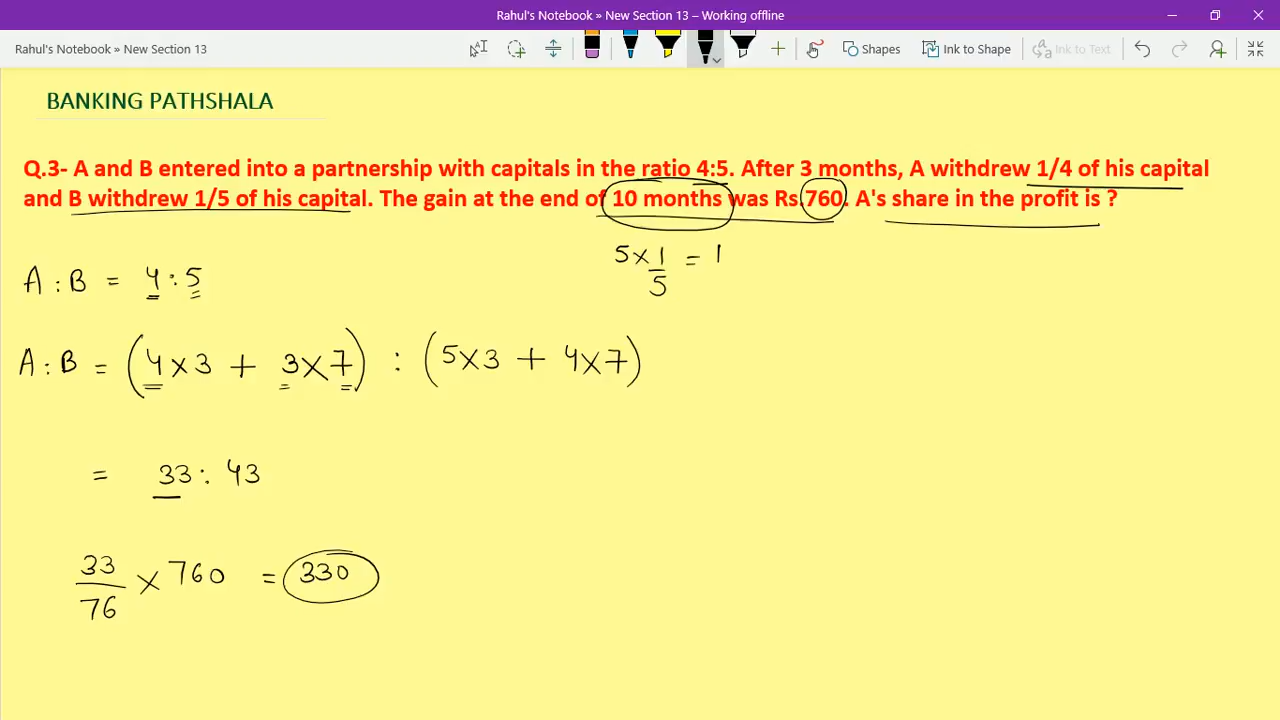 Rahul's Notebook » New Section 13 – Working offline
Rahul's Notebook » New Section 13
Shapes
Ink to Shape
Ink to Text
BANKING PATHSHALA
Q.3- A and B entered into a partnership with capitals in the ratio 4:5. After 3 months, A withdrew 1/4 of his capital
and B withdrew 1/5 of his capital. The gain at the end of 10 months was Rs.760. A's share in the profit is ?
5 × 1/5 = 1
A : B = 4 : 5
A : B = (4 × 3 + 3 × 7) : (5 × 3 + 4 × 7)
= 33 : 43
33/76 × 760 = 330